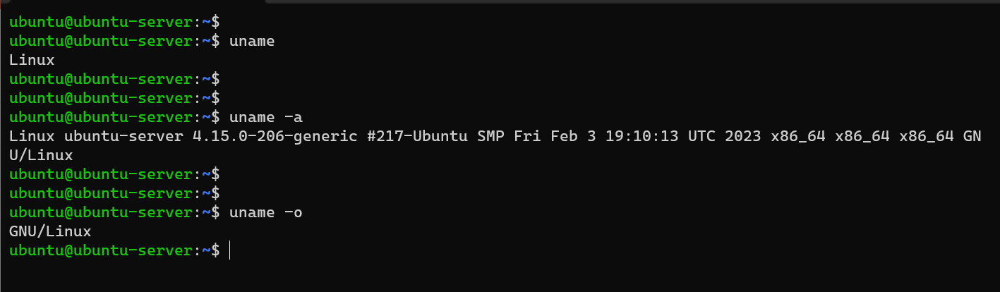 ubuntu@ubuntu-server:~$
ubuntu@ubuntu-server:~$ uname
Linux
ubuntu@ubuntu-server:~$
ubuntu@ubuntu-server:~$
ubuntu@ubuntu-server:~$ uname -a
Linux ubuntu-server 4.15.0-206-generic #217-Ubuntu SMP Fri Feb 3 19:10:13 UTC 2023 x86_64 x86_64 x86_64 GN
U/Linux
ubuntu@ubuntu-server:~$
ubuntu@ubuntu-server:~$
ubuntu@ubuntu-server:~$ uname -o
GNU/Linux
ubuntu@ubuntu-server:~$